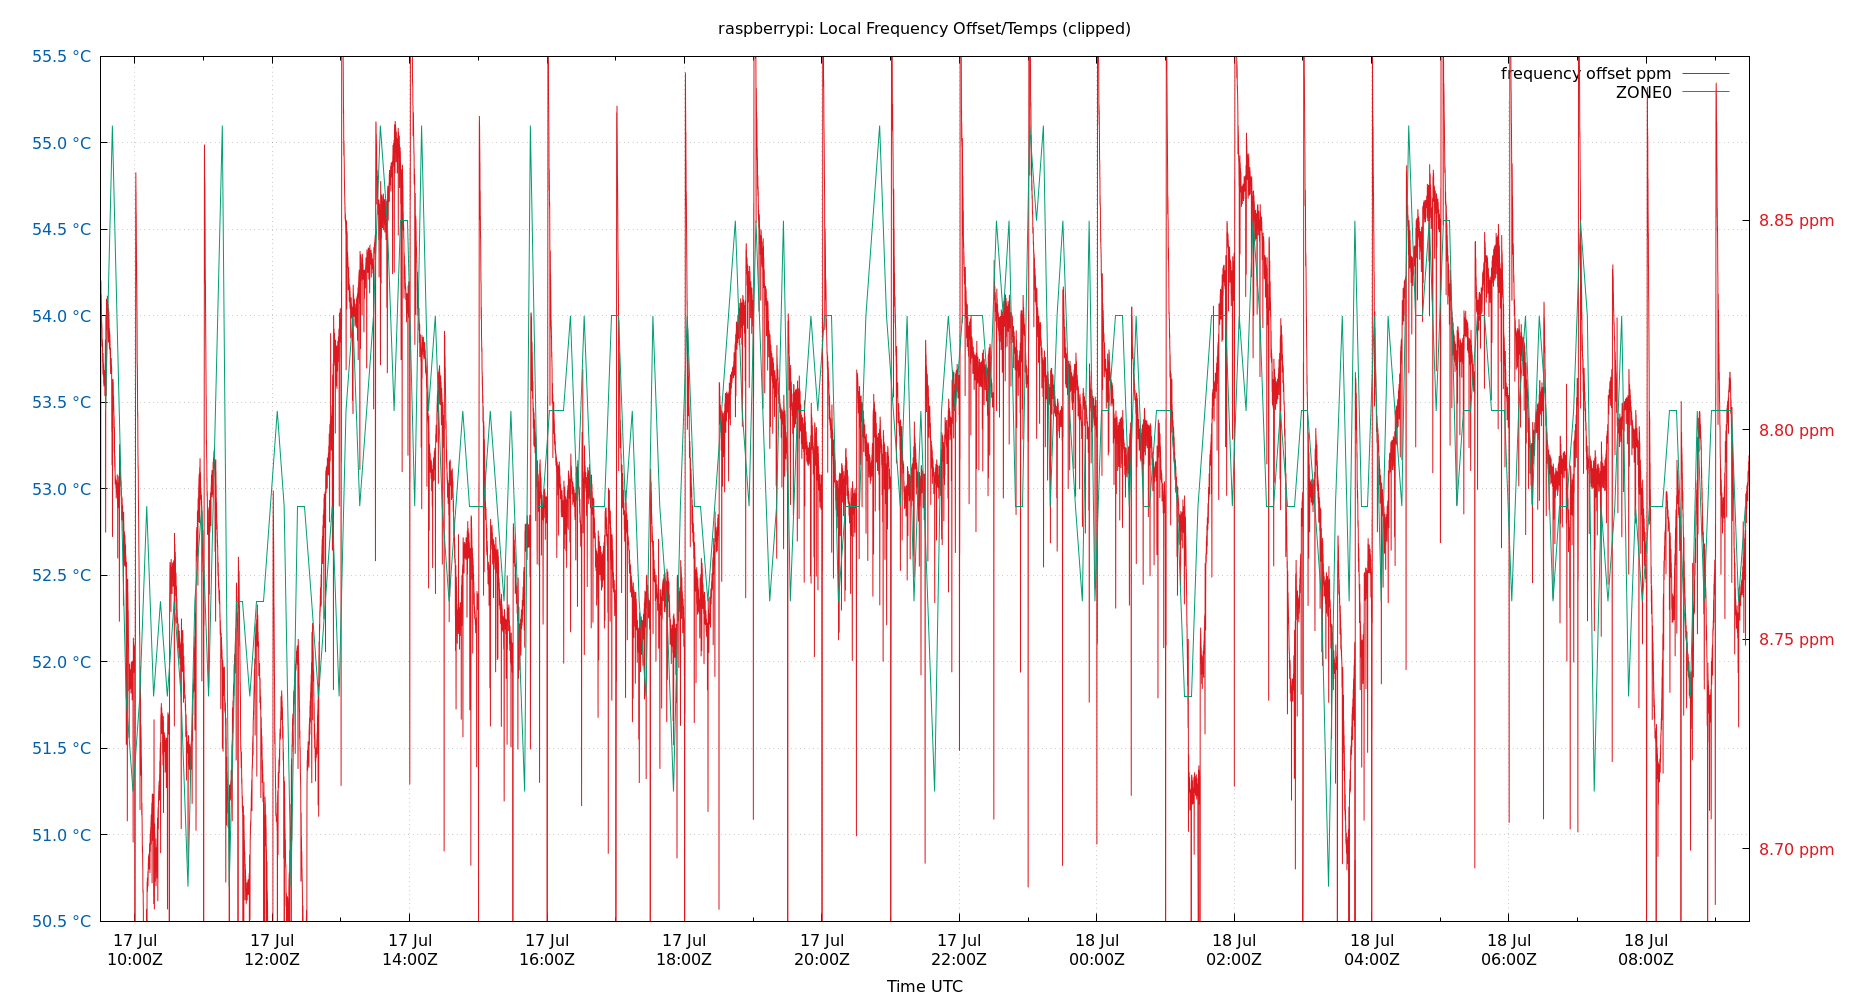 raspberrypi: Local Frequency Offset/Temps (clipped)
frequency offset ppm
ZONE0
55.5 °C
55.0 °C
54.5 °C
54.0 °C
53.5 °C
53.0 °C
52.5 °C
52.0 °C
51.5 °C
51.0 °C
50.5 °C
8.85 ppm
8.80 ppm
8.75 ppm
8.70 ppm
17 Jul 17 Jul 17 Jul 17 Jul 17 Jul 17 Jul 17 Jul 18 Jul 18 Jul 18 Jul 18 Jul 18 Jul
10:00Z 12:00Z 14:00Z 16:00Z 18:00Z 20:00Z 22:00Z 00:00Z 02:00Z 04:00Z 06:00Z 08:00Z
Time UTC